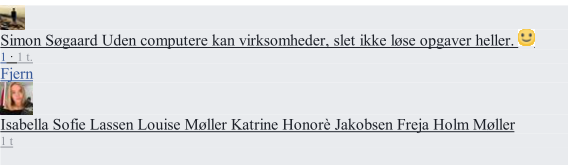 Simon Søgaard Uden computere kan virksomheder, slet ikke løse opgaver heller. 🙂
1 · 1 t.
Fjern
Isabella Sofie Lassen Louise Møller Katrine Honorè Jakobsen Freja Holm Møller
1 t